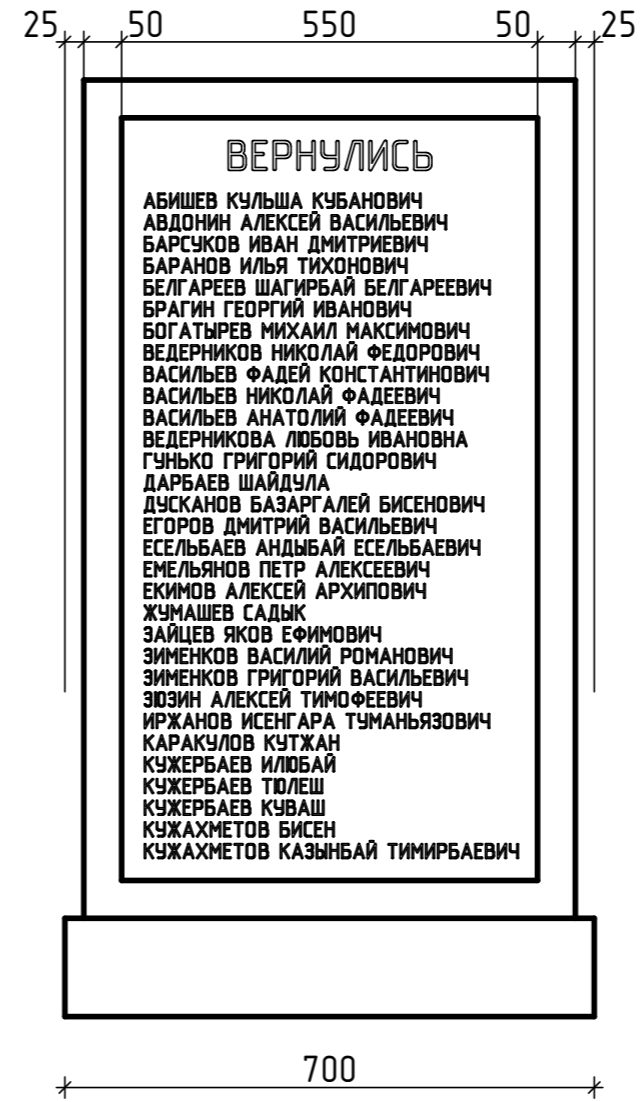 25 50 550 50 25
ВЕРНУЛИСЬ
АБИШЕВ КУЛЬША КУБАНОВИЧ
АВДОНИН АЛЕКСЕЙ ВАСИЛЬЕВИЧ
БАРСУКОВ ИВАН ДМИТРИЕВИЧ
БАРАНОВ ИЛЬЯ ТИХОНОВИЧ
БЕЛГАРЕЕВ ШАГИРБАЙ БЕЛГАРЕЕВИЧ
БРАГИН ГЕОРГИЙ ИВАНОВИЧ
БОГАТЫРЕВ МИХАИЛ МАКСИМОВИЧ
ВЕДЕРНИКОВ НИКОЛАЙ ФЕДОРОВИЧ
ВАСИЛЬЕВ ФАДЕЙ КОНСТАНТИНОВИЧ
ВАСИЛЬЕВ НИКОЛАЙ ФАДЕЕВИЧ
ВАСИЛЬЕВ АНАТОЛИЙ ФАДЕЕВИЧ
ВЕДЕРНИКОВА ЛЮБОВЬ ИВАНОВНА
ГУНЬКО ГРИГОРИЙ СИДОРОВИЧ
ДАРБАЕВ ШАЙДУЛА
ДУСКАНОВ БАЗАРГАЛЕЙ БИСЕНОВИЧ
ЕГОРОВ ДМИТРИЙ ВАСИЛЬЕВИЧ
ЕСЕЛЬБАЕВ АНДЫБАЙ ЕСЕЛЬБАЕВИЧ
ЕМЕЛЬЯНОВ ПЕТР АЛЕКСЕЕВИЧ
ЕКИМОВ АЛЕКСЕЙ АРХИПОВИЧ
ЖУМАШЕВ САДЫК
ЗАЙЦЕВ ЯКОВ ЕФИМОВИЧ
ЗИМЕНКОВ ВАСИЛИЙ РОМАНОВИЧ
ЗИМЕНКОВ ГРИГОРИЙ ВАСИЛЬЕВИЧ
ЗЮЗИН АЛЕКСЕЙ ТИМОФЕЕВИЧ
ИРЖАНОВ ИСЕНГАРА ТУМАНЬЯЗОВИЧ
КАРАКУЛОВ КУТЖАН
КУЖЕРБАЕВ ИЛЮБАЙ
КУЖЕРБАЕВ ТЮЛЕШ
КУЖЕРБАЕВ КУВАШ
КУЖАХМЕТОВ БИСЕН
КУЖАХМЕТОВ КАЗЫНБАЙ ТИМИРБАЕВИЧ
700